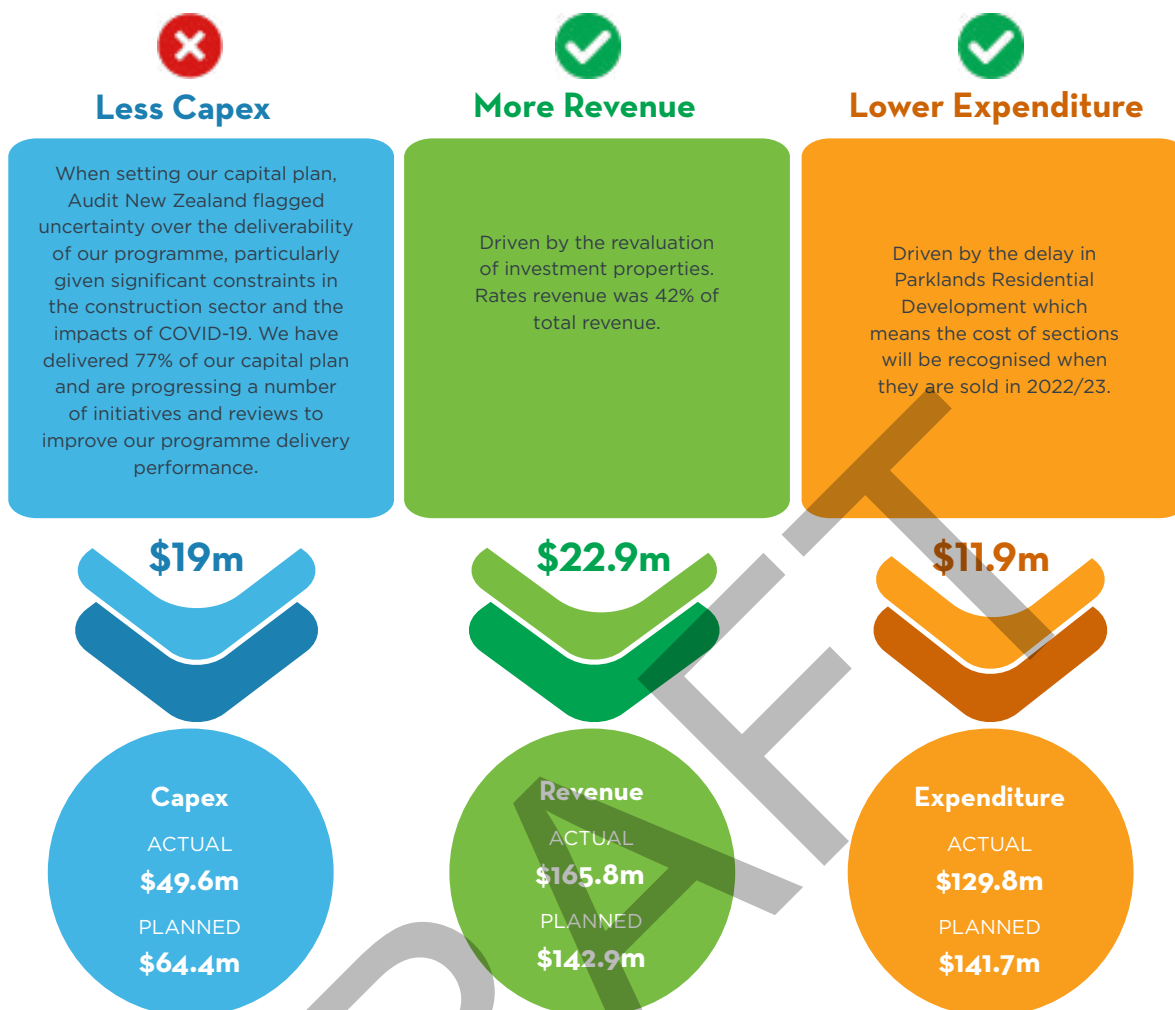 Less Capex
When setting our capital plan,
Audit New Zealand flagged
uncertainty over the deliverability
of our programme, particularly
given significant constraints in
the construction sector and the
impacts of COVID-19. We have
delivered 77% of our capital plan
and are progressing a number
of initiatives and reviews to
improve our programme delivery
performance.
$19m
Capex
ACTUAL
$49.6m
PLANNED
$64.4m
More Revenue
Driven by the revaluation
of investment properties.
Rates revenue was 42% of
total revenue.
$22.9m
Revenue
ACTUAL
$165.8m
PLANNED
$142.9m
Lower Expenditure
Driven by the delay in
Parklands Residential
Development which
means the cost of sections
will be recognised when
they are sold in 2022/23.
$11.9m
Expenditure
ACTUAL
$129.8m
PLANNED
$141.7m
DRAFT